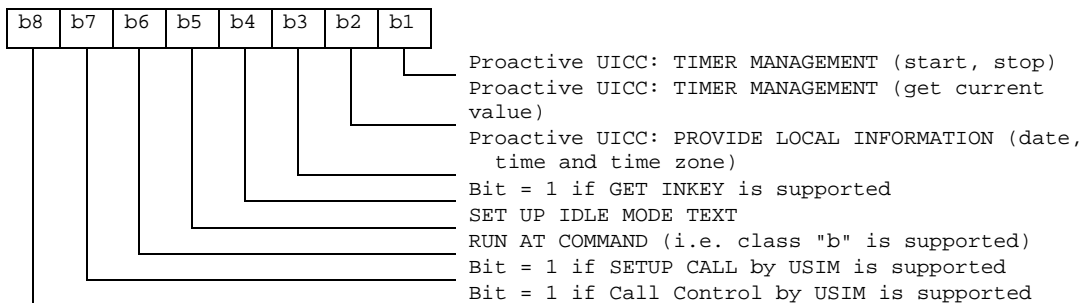 b8 b7 b6 b5 b4 b3 b2 b1
Proactive UICC: TIMER MANAGEMENT (start, stop)
Proactive UICC: TIMER MANAGEMENT (get current
value)
Proactive UICC: PROVIDE LOCAL INFORMATION (date,
time and time zone)
Bit = 1 if GET INKEY is supported
SET UP IDLE MODE TEXT
RUN AT COMMAND (i.e. class "b" is supported)
Bit = 1 if SETUP CALL by USIM is supported
Bit = 1 if Call Control by USIM is supported